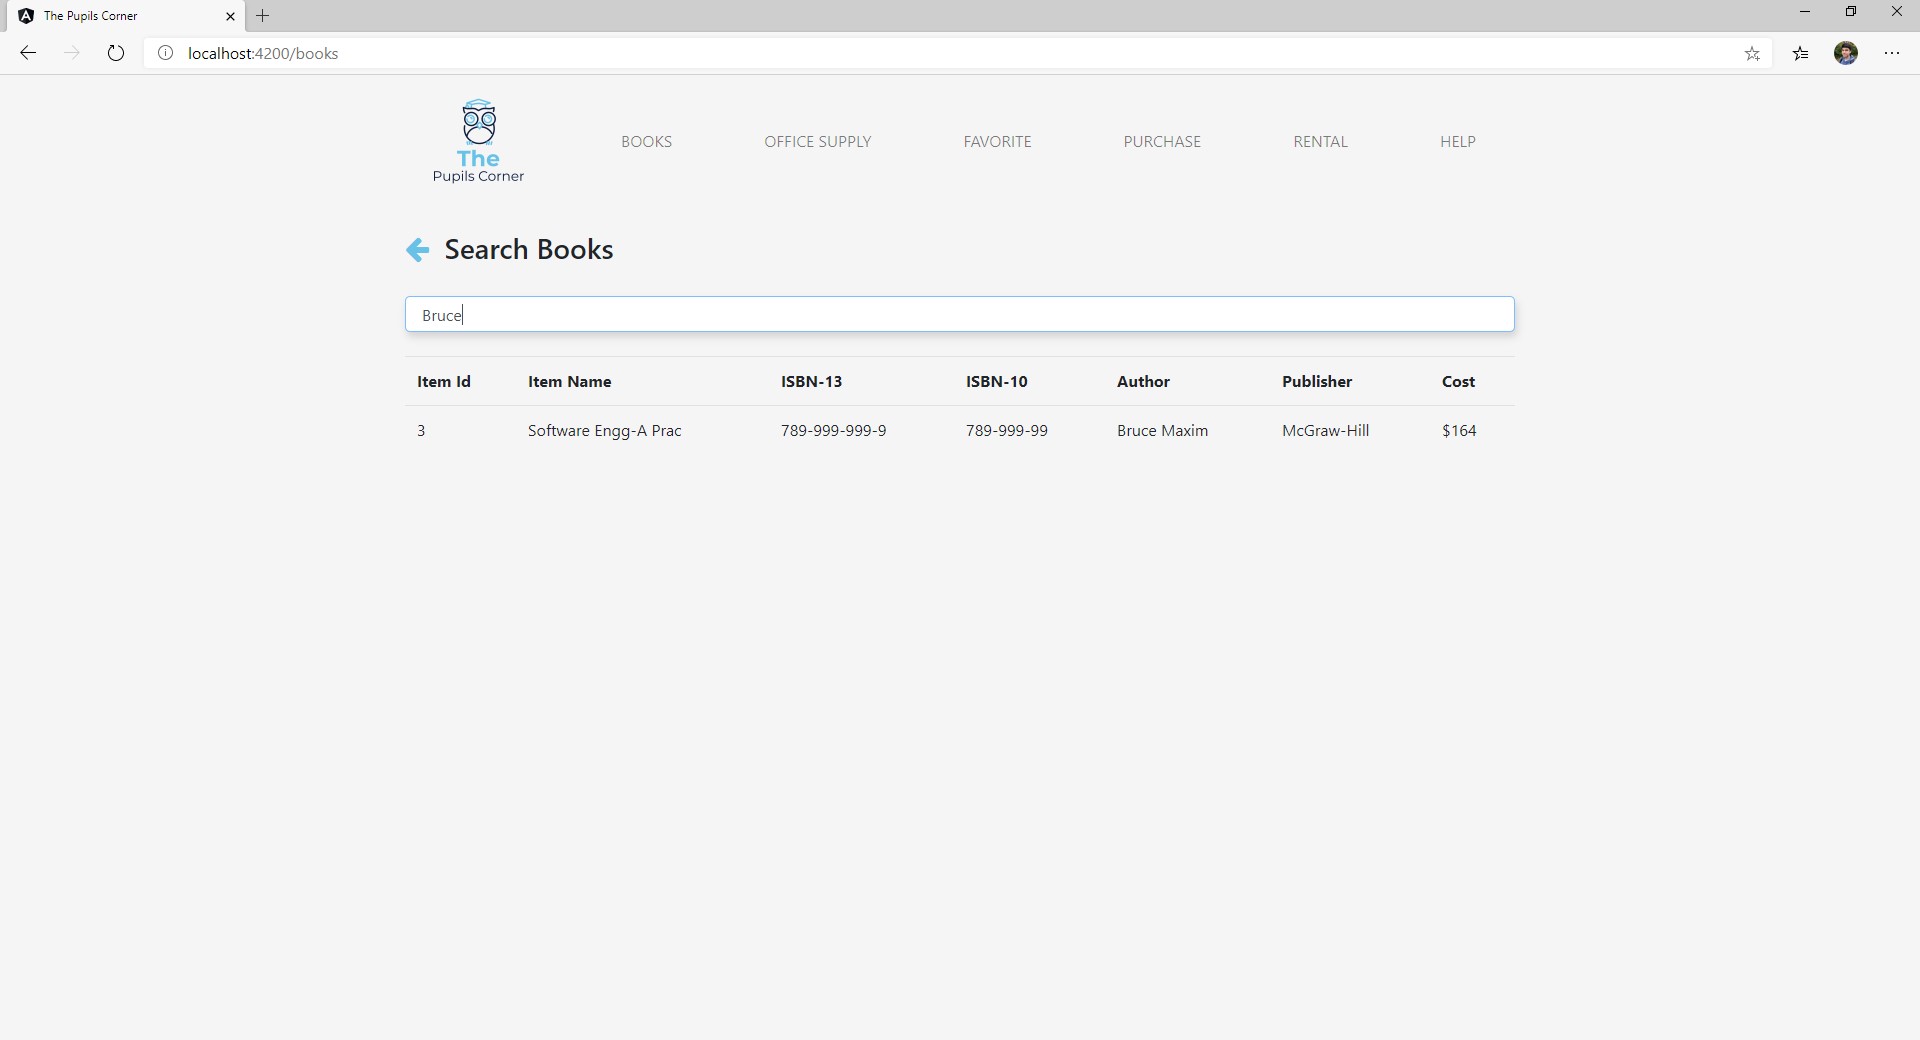 The Pupils Corner
localhost:4200/books
The
Pupils Corner
BOOKS OFFICE SUPPLY FAVORITE PURCHASE RENTAL HELP
Search Books
Bruce
Item Id Item Name ISBN-13 ISBN-10 Author Publisher Cost
3 Software Engg-A Prac 789-999-999-9 789-999-99 Bruce Maxim McGraw-Hill $164